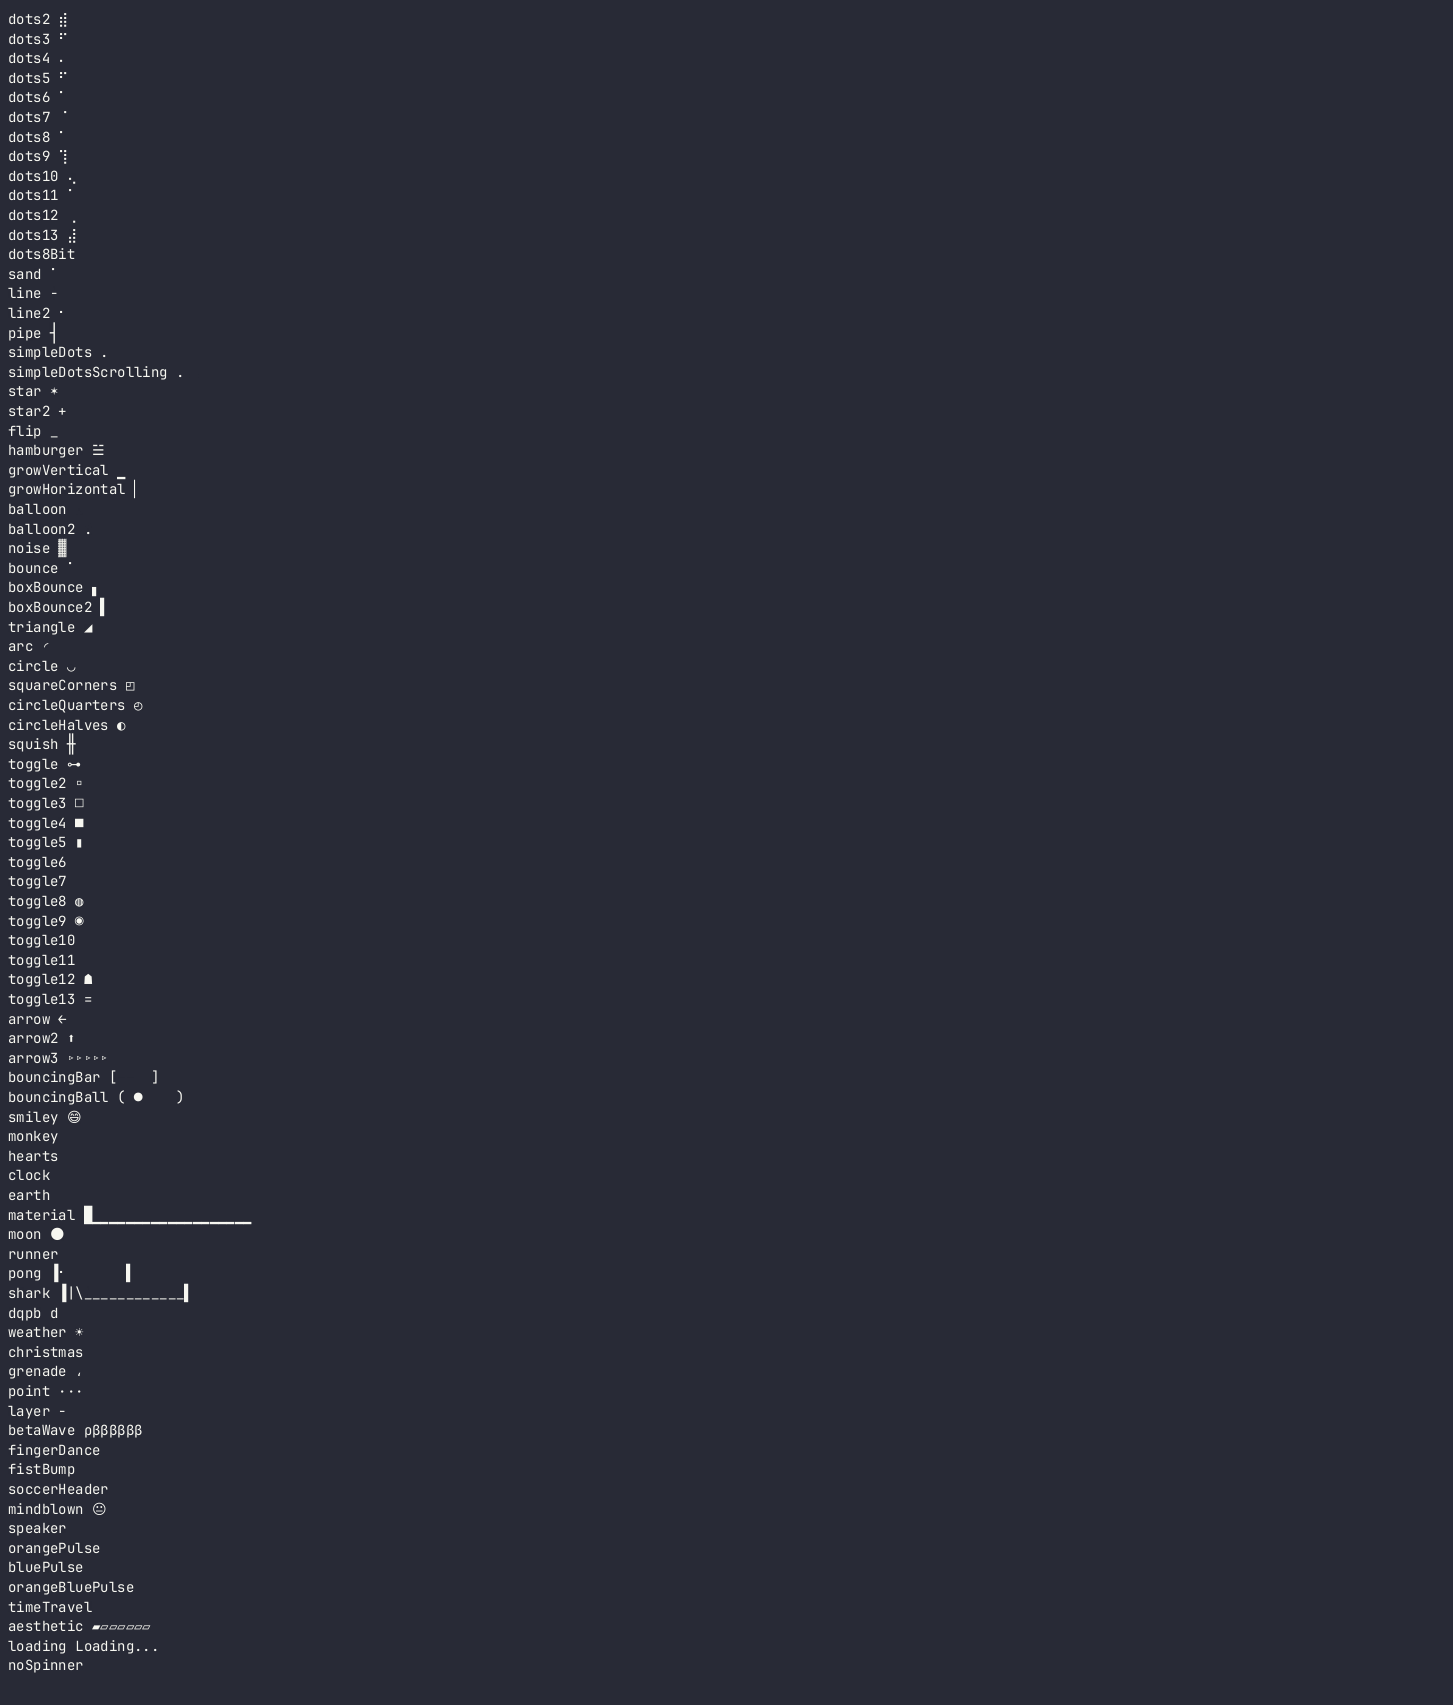 dots2 ⣾
dots3 ⠋
dots4 ⠄
dots5 ⠋
dots6 ⠁
dots7 ⠈
dots8 ⠁
dots9 ⢹
dots10 ⢄
dots11 ⠁
dots12 ⢀
dots13 ⣼
dots8Bit
sand ⠁
line -
line2 ⠂
pipe ┤
simpleDots .
simpleDotsScrolling .
star ✶
star2 +
flip _
hamburger ☱
growVertical ▁
growHorizontal ▏
balloon
balloon2 .
noise ▓
bounce ⠁
boxBounce ▖
boxBounce2 ▌
triangle ◢
arc ◜
circle ◡
squareCorners ◰
circleQuarters ◴
circleHalves ◐
squish ╫
toggle ⊶
toggle2 ▫
toggle3 □
toggle4 ■
toggle5 ▮
toggle6
toggle7
toggle8 ◍
toggle9 ◉
toggle10
toggle11
toggle12 ☗
toggle13 =
arrow ←
arrow2 ⬆
arrow3 ▹▹▹▹▹
bouncingBar [    ]
bouncingBall ( ●    )
smiley 😄
monkey
hearts
clock
earth
material █▁▁▁▁▁▁▁▁▁▁▁▁▁▁▁▁▁▁▁
moon 🌑
runner
pong ▐⠂       ▌
shark ▐|\____________▌
dqpb d
weather ☀
christmas
grenade ،
point ···
layer -
betaWave ρββββββ
fingerDance
fistBump
soccerHeader
mindblown 😐
speaker
orangePulse
bluePulse
orangeBluePulse
timeTravel
aesthetic ▰▱▱▱▱▱▱
loading Loading...
noSpinner